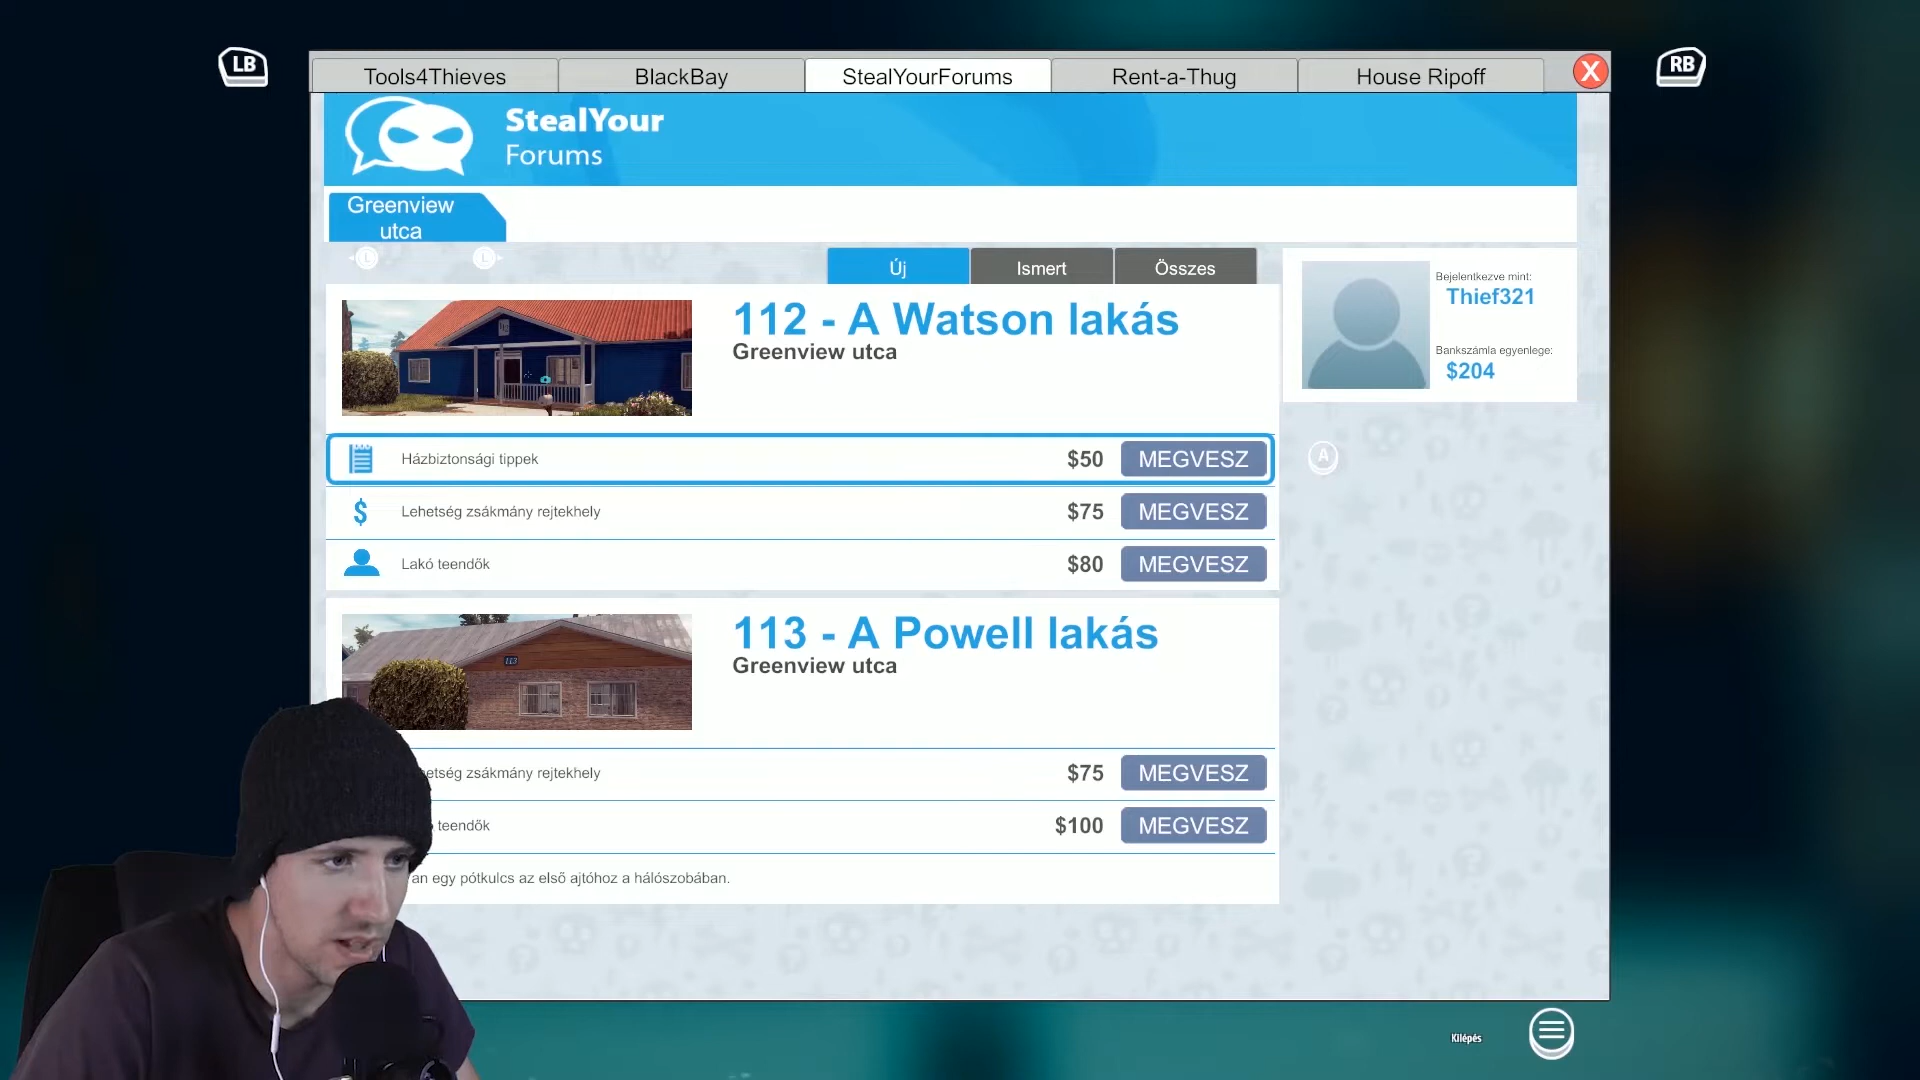 LB
Tools4Thieves
BlackBay
StealYourForums
Rent-a-Thug
House Ripoff
X
RB
StealYour
Forums
Greenview
utca
L
L
Új
Ismert
Összes
112 - A Watson lakás
Greenview utca
Bejelentkezve mint:
Thief321
Bankszámla egyenlege:
$204
Házbiztonsági tippek
$50
MEGVESZ
A
$ Lehetség zsákmány rejtekhely
$75
MEGVESZ
Lakó teendők
$80
MEGVESZ
113
113 - A Powell lakás
Greenview utca
zsákmány rejtekhely
$75
MEGVESZ
teendők
$100
MEGVESZ
egy pótkulcs az első ajtóhoz a hálószobában.
Kilépés